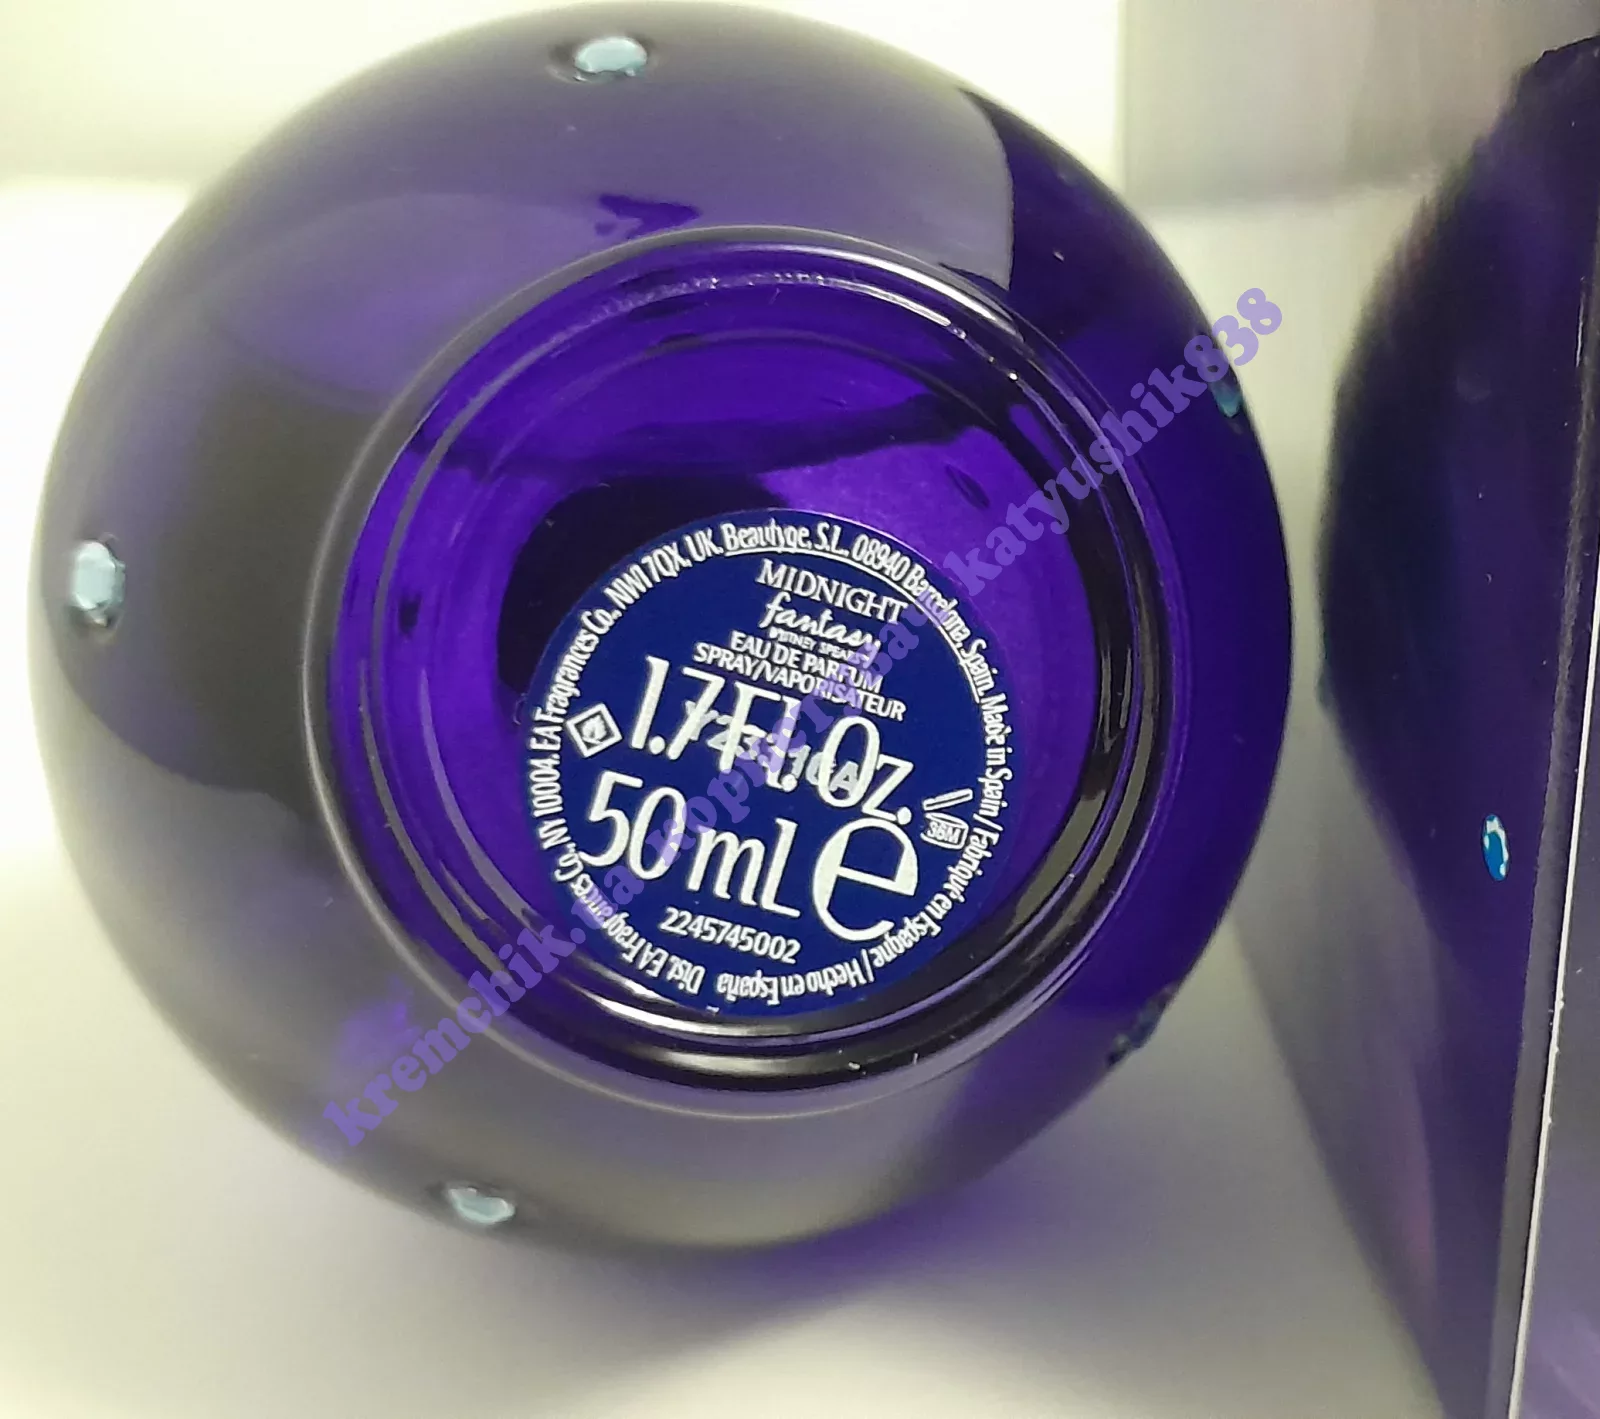 Dist. EA Fragrances Co., NY 10004. EA Fragrances Co., NW1 7QX, UK. Beautyge, S.L. 08940 Barcelona, Spain. Made in Spain / Fabriqué en Espagne / Hecho en España
MIDNIGHT
fantasy
BRITNEY SPEARS
EAU DE PARFUM
SPRAY/VAPORISATEUR
1.7 Fl. Oz.
50 mL e
36M
2245745002
kremchik.ua
katyushik838